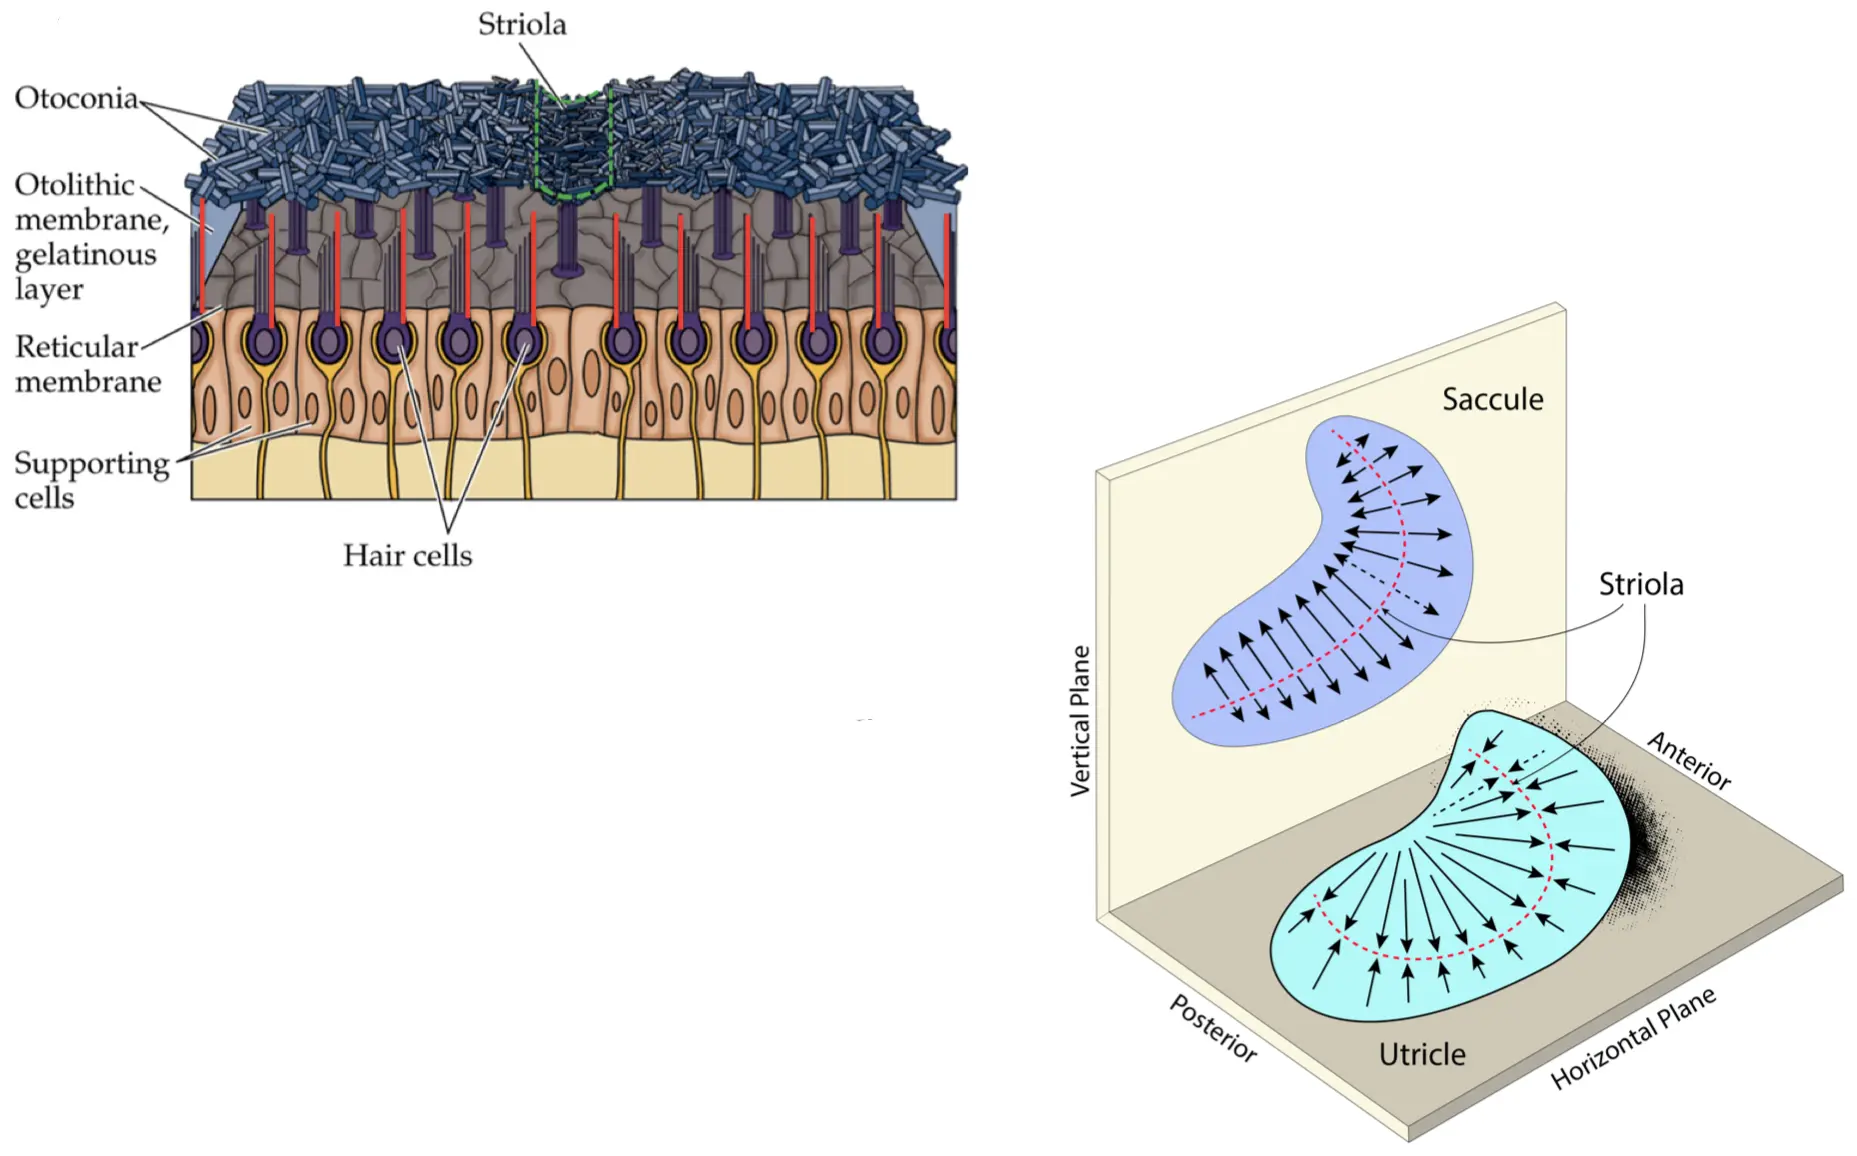 Striola
Otoconia
Otolithic
membrane,
gelatinous
layer
Reticular
membrane
Supporting
cells
Hair cells
Saccule
Striola
Vertical Plane
Anterior
Posterior
Horizontal Plane
Utricle